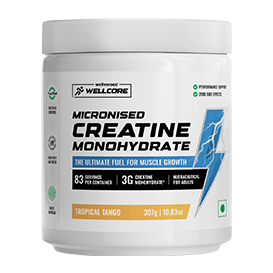 wellversed
WELLCORE
PERFORMANCE SUPPORT
ZERO SIDE EFFECTS
MICRONISED
CREATINE
MONOHYDRATE
THE ULTIMATE FUEL FOR MUSCLE GROWTH
83 SERVINGS PER CONTAINER
3G CREATINE MONOHYDRATE*
NUTRACEUTICAL FOR ADULTS
TROPICAL TANGO
307g | 10.83oz